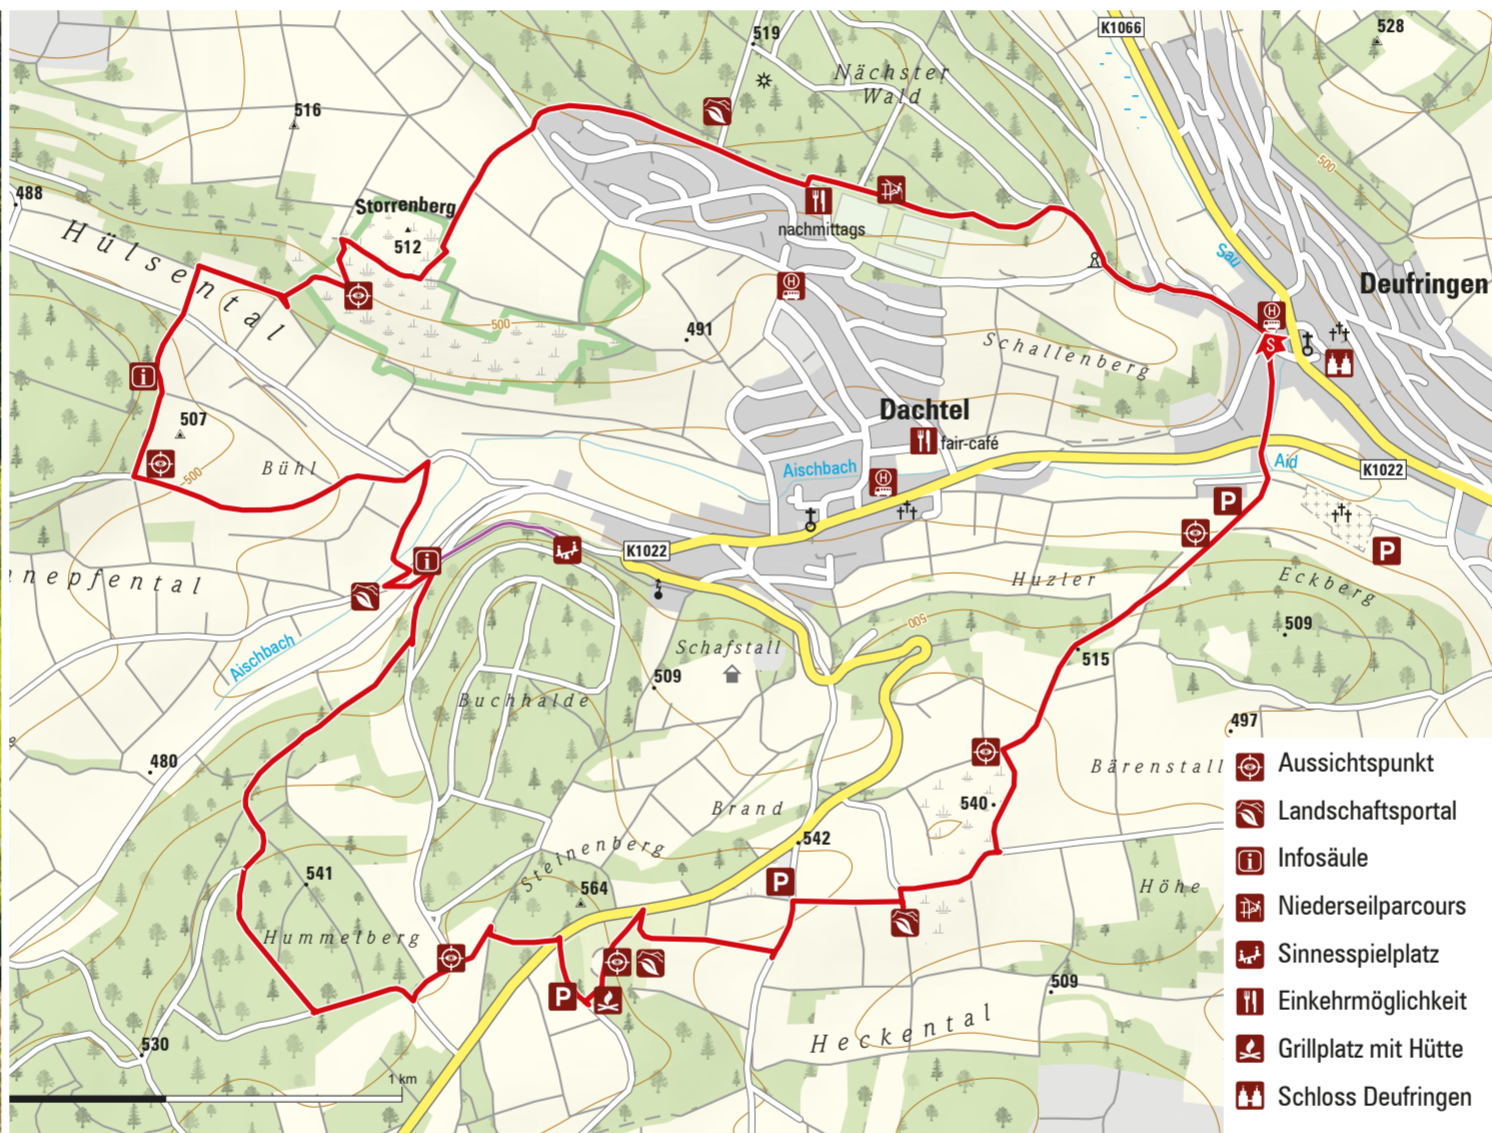 K1066
528
519
Nächster
Wald
516
500
488
Storrenberg
512
nachmittags
Sau
Deufringen
Hülsental
H
H
S
500
491
Schallenberg
i
507
Dachtel
fair-café
Bühl
500
Aischbach
H
Aid
K1022
P
P
i
K1022
nepfental
Huzler
Eckberg
500
509
Schafstall
515
Aischbach
509
Buchhalde
497
480
Bärenstall
540
Brand
542
Steinenberg
541
564
P
Höhe
Hummelberg
P
509
Heckental
530
1 km
Aussichtspunkt
Landschaftsportal
i Infosäule
Niederseilparcours
Sinnesspielplatz
Einkehrmöglichkeit
Grillplatz mit Hütte
Schloss Deufringen